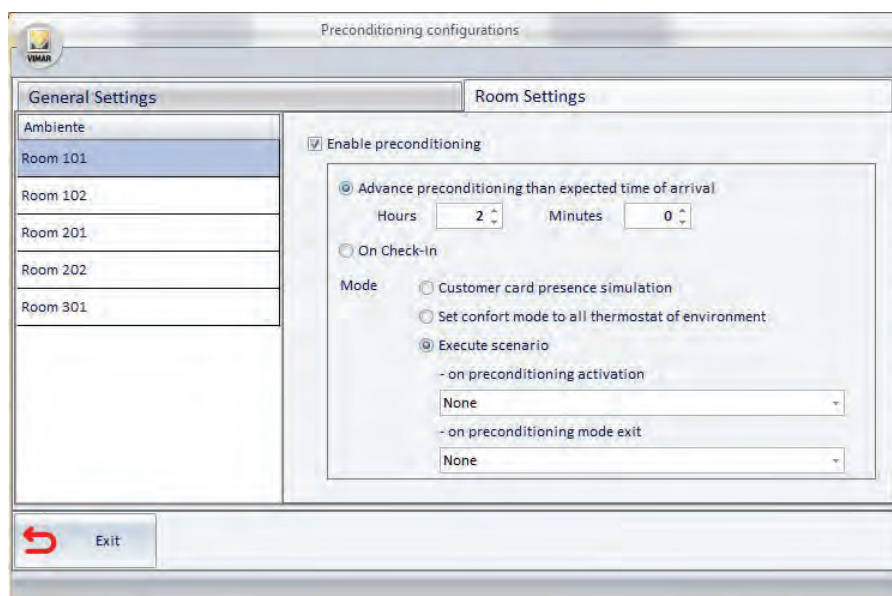 Preconditioning configurations
VIMAR
General Settings
Room Settings
Ambiente
Room 101
Room 102
Room 201
Room 202
Room 301
Enable preconditioning
Advance preconditioning than expected time of arrival
Hours 2 Minutes 0
On Check-In
Mode
Customer card presence simulation
Set confort mode to all thermostat of environment
Execute scenario
- on preconditioning activation
None
- on preconditioning mode exit
None
Exit